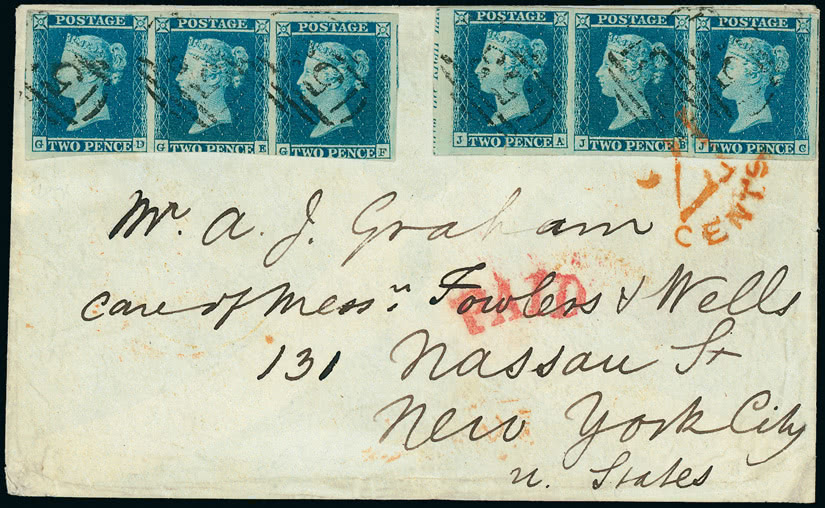 POSTAGE POSTAGE POSTAGE POSTAGE POSTAGE POSTAGE
G TWO PENCE D G TWO PENCE E G TWO PENCE F J TWO PENCE A J TWO PENCE B J TWO PENCE C
CENTS
Mr. A. J. Graham
PAID
care of Messrs Fowlers & Wells
131 Nassau St
New York City
U. States